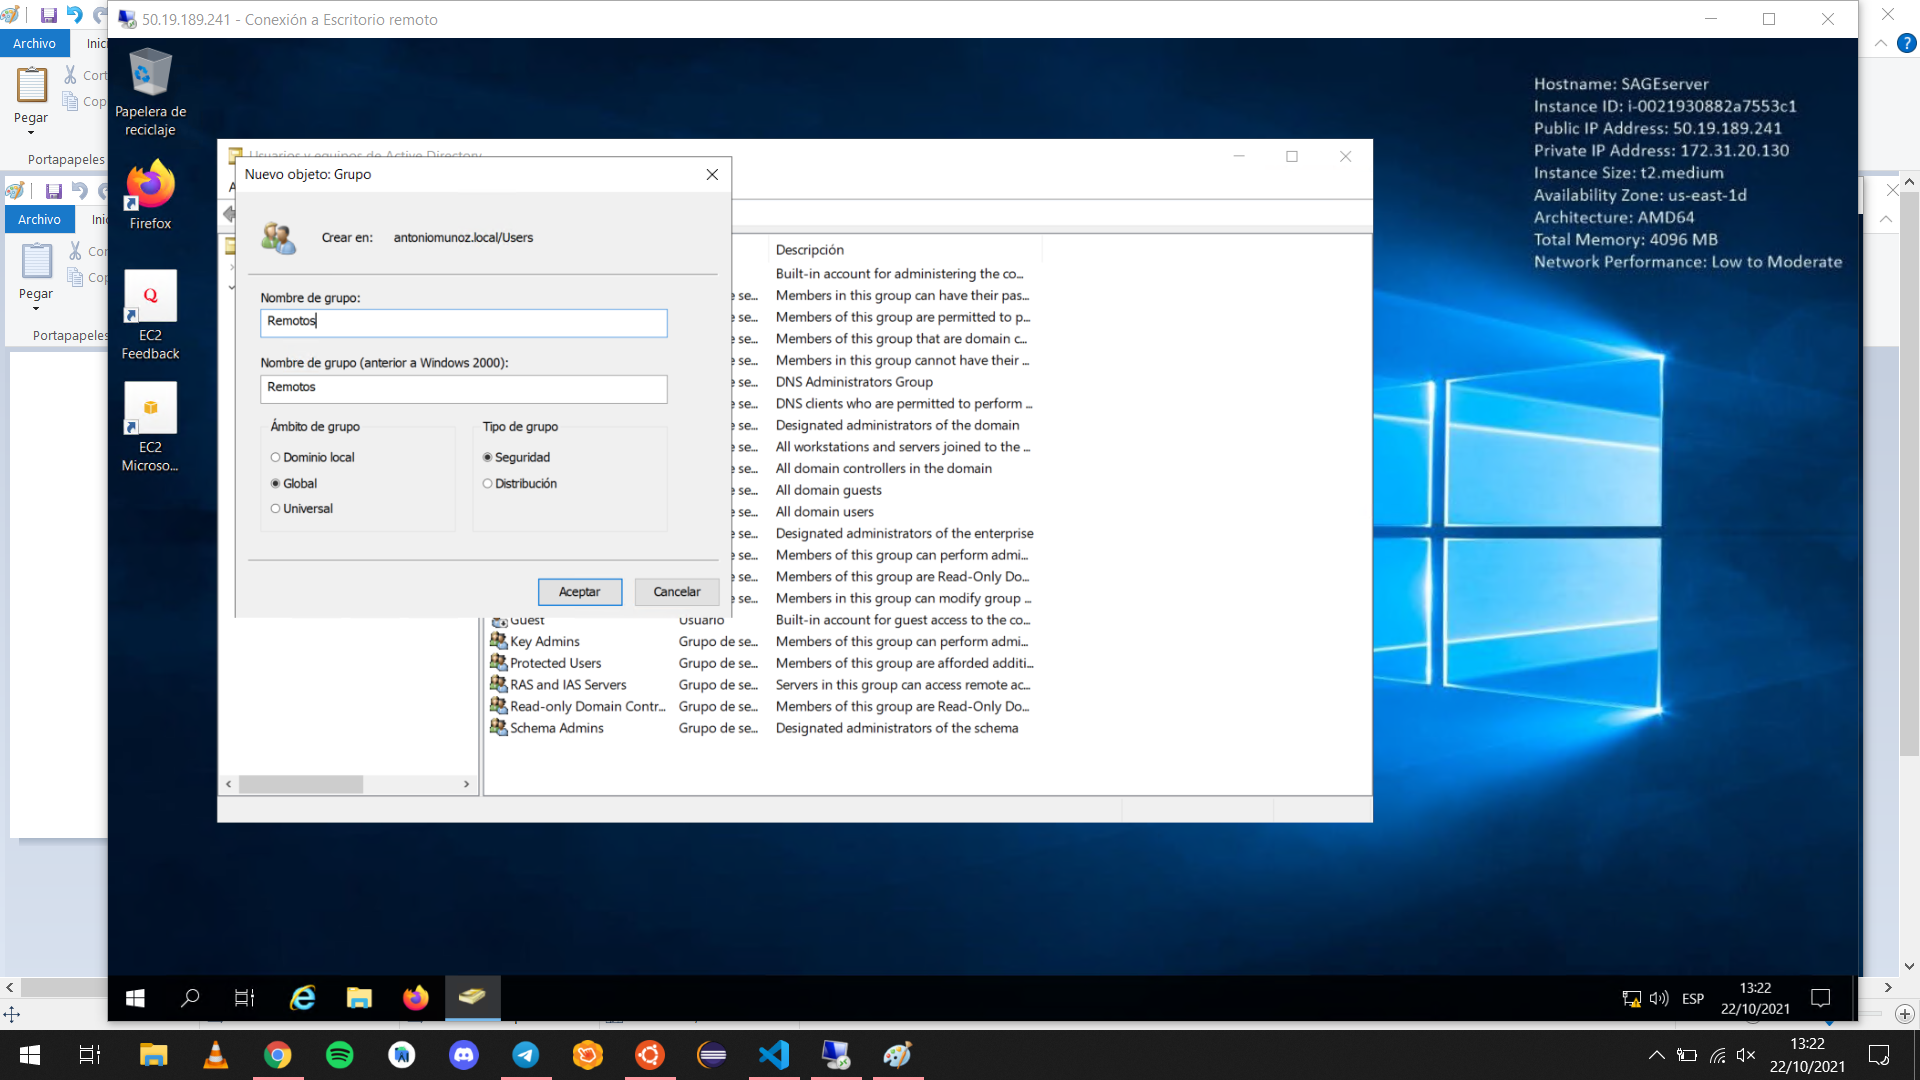 50.19.189.241 - Conexión a Escritorio remoto
Archivo
Inic
Cort
Cop
Pegar
Portapapeles
Archivo
Ini
Cor
Cop
Pegar
Portapapeles
Papelera de
reciclaje
Firefox
EC2
Feedback
EC2
Microso...
Hostname: SAGEserver
Instance ID: i-0021930882a7553c1
Public IP Address: 50.19.189.241
Private IP Address: 172.31.20.130
Instance Size: t2.medium
Availability Zone: us-east-1d
Architecture: AMD64
Total Memory: 4096 MB
Network Performance: Low to Moderate
Usuarios y equipos de Active Directory
A
Nuevo objeto: Grupo
Crear en: antoniomunoz.local/Users
Nombre de grupo:
Remotos
Nombre de grupo (anterior a Windows 2000):
Remotos
Ámbito de grupo
Dominio local
Global
Universal
Tipo de grupo
Seguridad
Distribución
Aceptar
Cancelar
Descripción
Built-in account for administering the co...
e se... Members in this group can have their pas...
e se... Members of this group are permitted to p...
e se... Members of this group that are domain c...
e se... Members in this group cannot have their ...
e se... DNS Administrators Group
e se... DNS clients who are permitted to perform ...
e se... Designated administrators of the domain
e se... All workstations and servers joined to the ...
e se... All domain controllers in the domain
e se... All domain guests
e se... All domain users
e se... Designated administrators of the enterprise
e se... Members of this group can perform admi...
e se... Members of this group are Read-Only Do...
e se... Members in this group can modify group ...
Guest Usuario Built-in account for guest access to the co...
Key Admins Grupo de se... Members of this group can perform admi...
Protected Users Grupo de se... Members of this group are afforded additi...
RAS and IAS Servers Grupo de se... Servers in this group can access remote ac...
Read-only Domain Contr... Grupo de se... Members of this group are Read-Only Do...
Schema Admins Grupo de se... Designated administrators of the schema
ESP
13:22
22/10/2021
13:22
22/10/2021